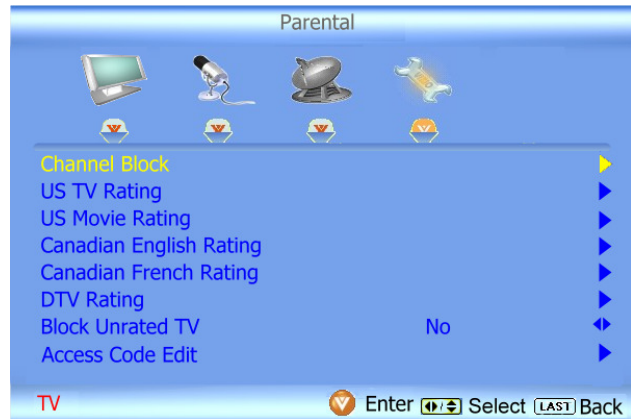 Parental
Channel Block
US TV Rating
US Movie Rating
Canadian English Rating
Canadian French Rating
DTV Rating
Block Unrated TV No
Access Code Edit
TV Enter Select LAST Back